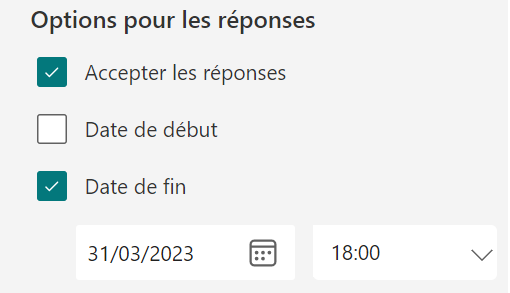 Options pour les réponses
Accepter les réponses
Date de début
Date de fin
31/03/2023 18:00